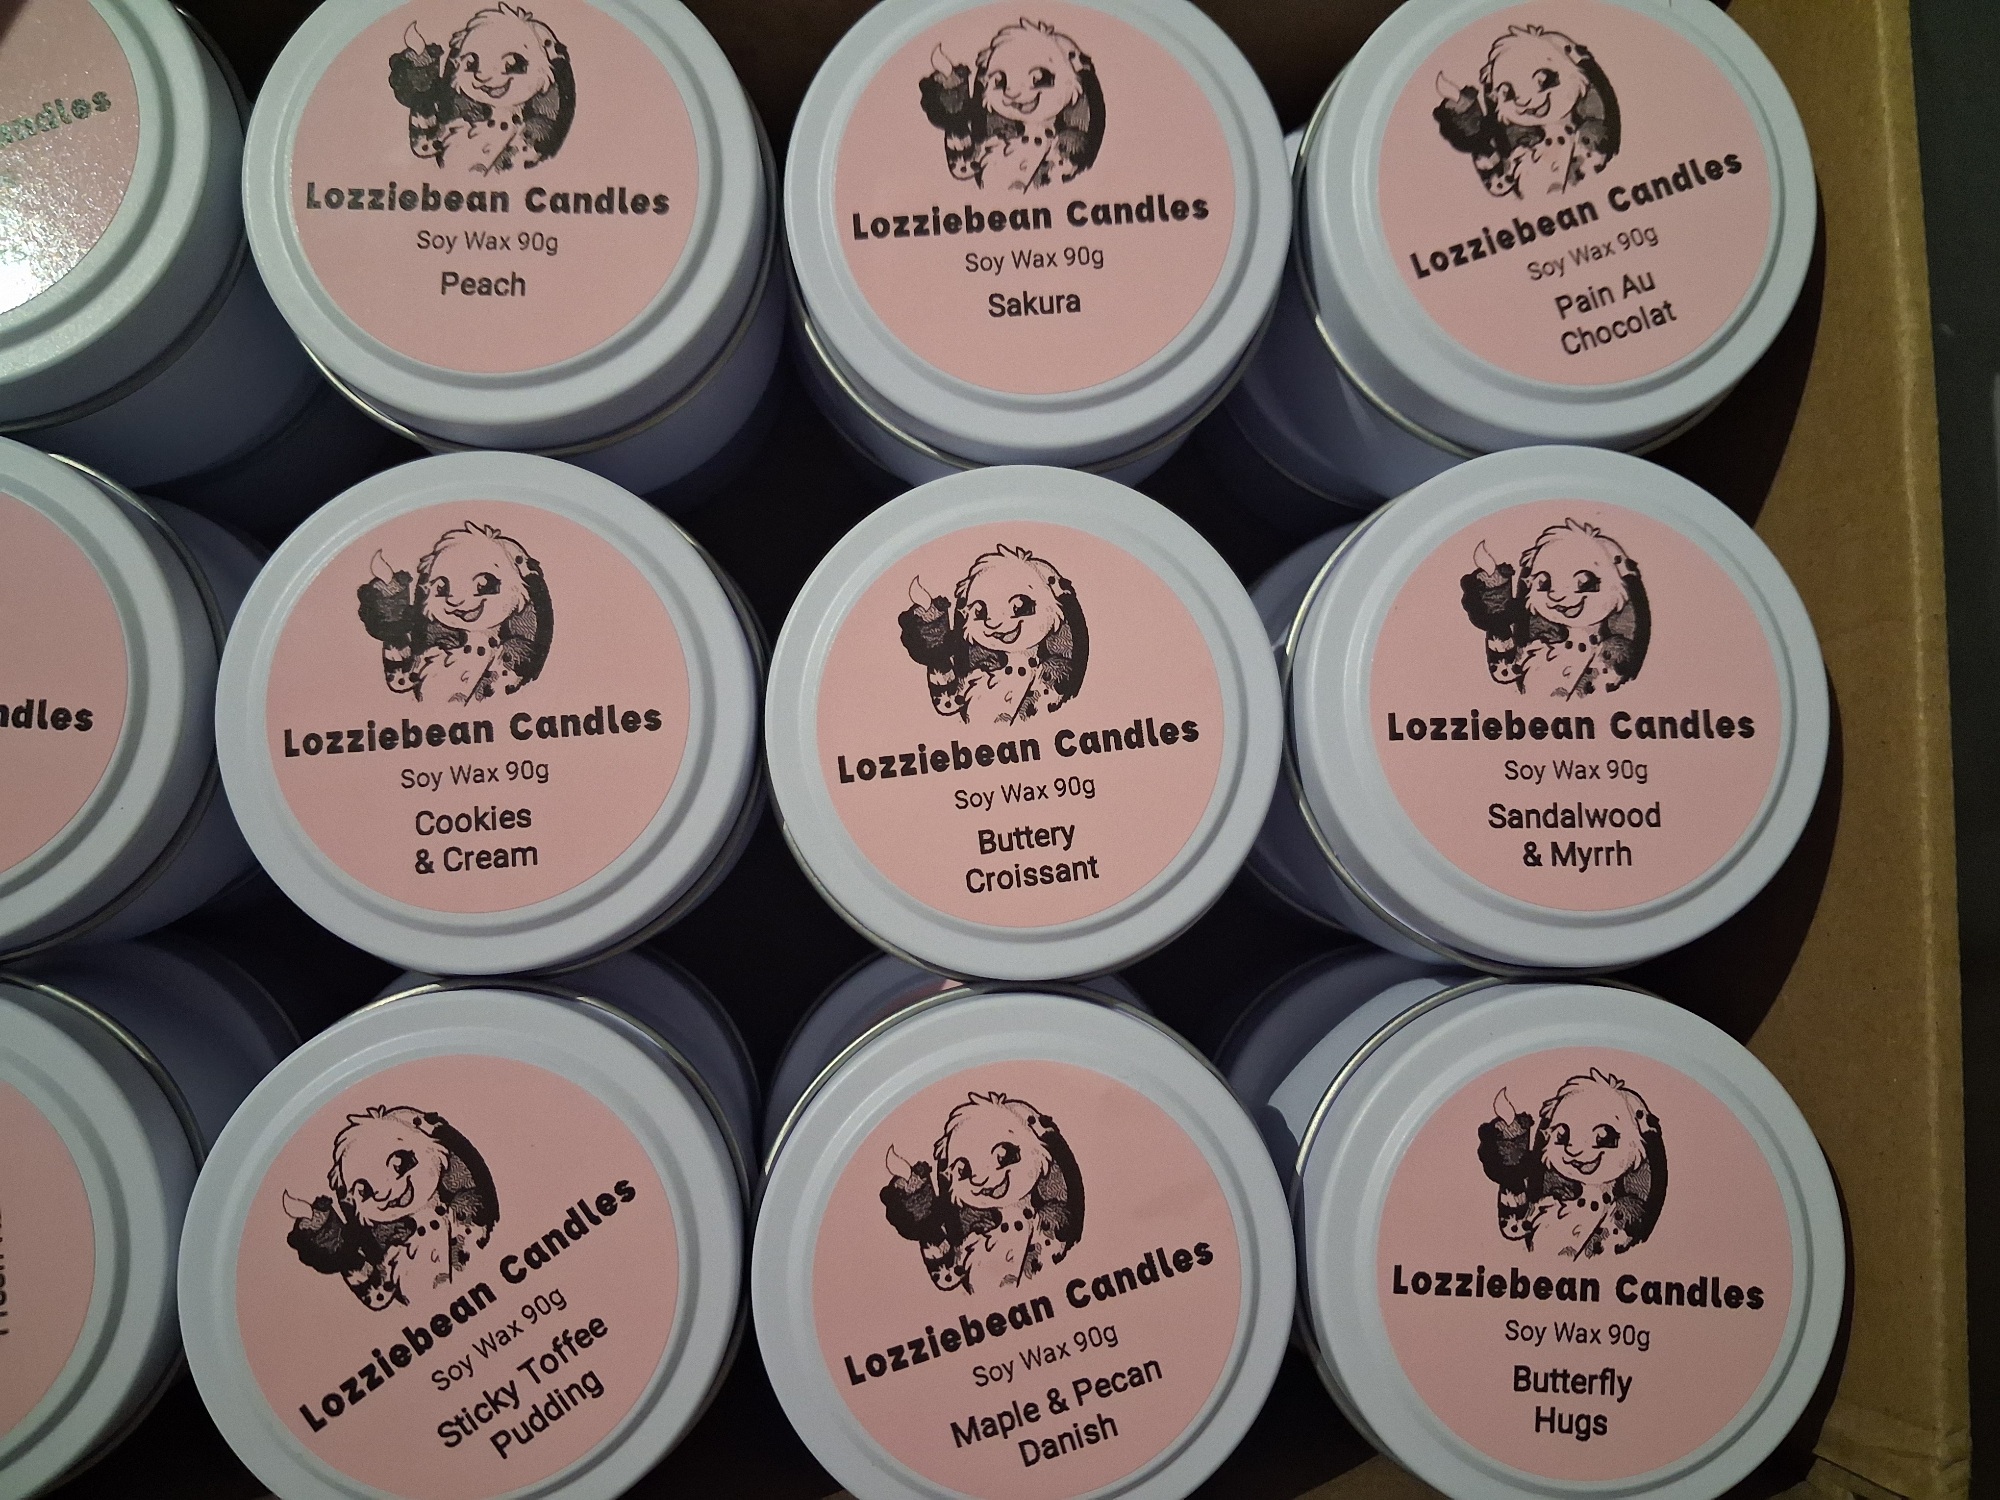 andles
Lozziebean Candles
Soy Wax 90g
Peach
Lozziebean Candles
Soy Wax 90g
Sakura
Lozziebean Candles
Soy Wax 90g
Pain Au
Chocolat
ndles
Lozziebean Candles
Soy Wax 90g
Cookies
& Cream
Lozziebean Candles
Soy Wax 90g
Buttery
Croissant
Lozziebean Candles
Soy Wax 90g
Sandalwood
& Myrrh
Lozziebean Candles
Soy Wax 90g
Sticky Toffee
Pudding
Lozziebean Candles
Soy Wax 90g
Maple & Pecan
Danish
Lozziebean Candles
Soy Wax 90g
Butterfly
Hugs